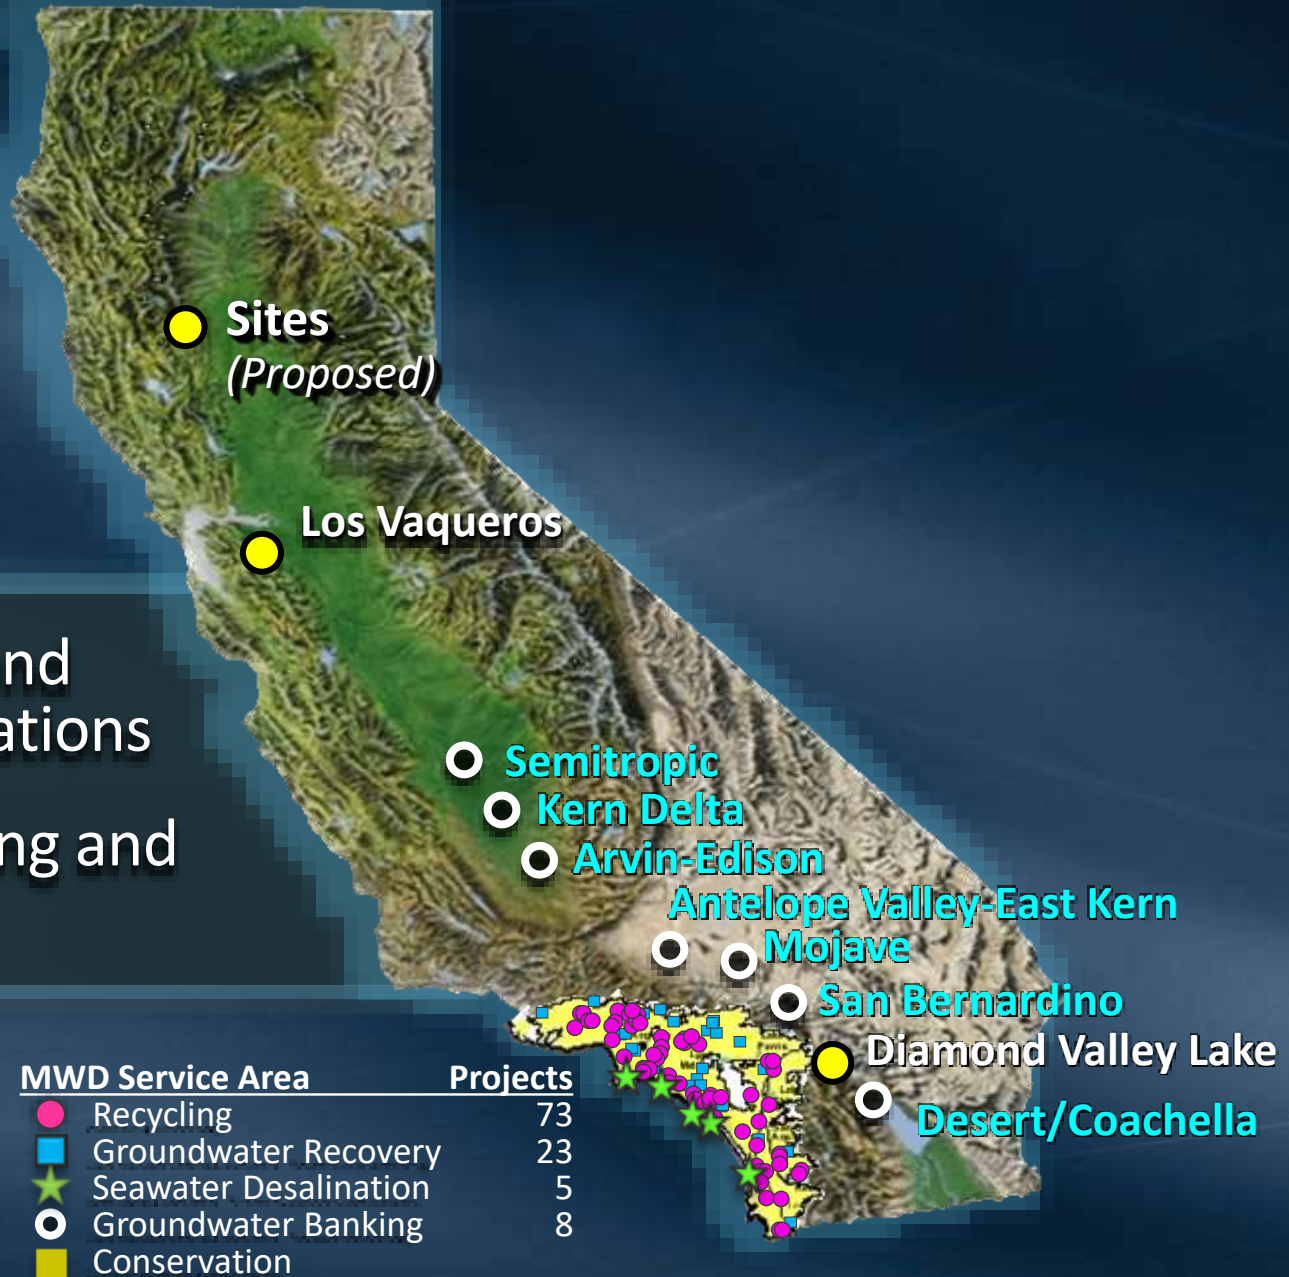 Sites
(Proposed)
Los Vaqueros
nd
ations
ng and
Semitropic
Kern Delta
Arvin-Edison
Antelope Valley-East Kern
Mojave
San Bernardino
Diamond Valley Lake
Desert/Coachella
MWD Service Area Projects
Recycling 73
Groundwater Recovery 23
Seawater Desalination 5
Groundwater Banking 8
Conservation